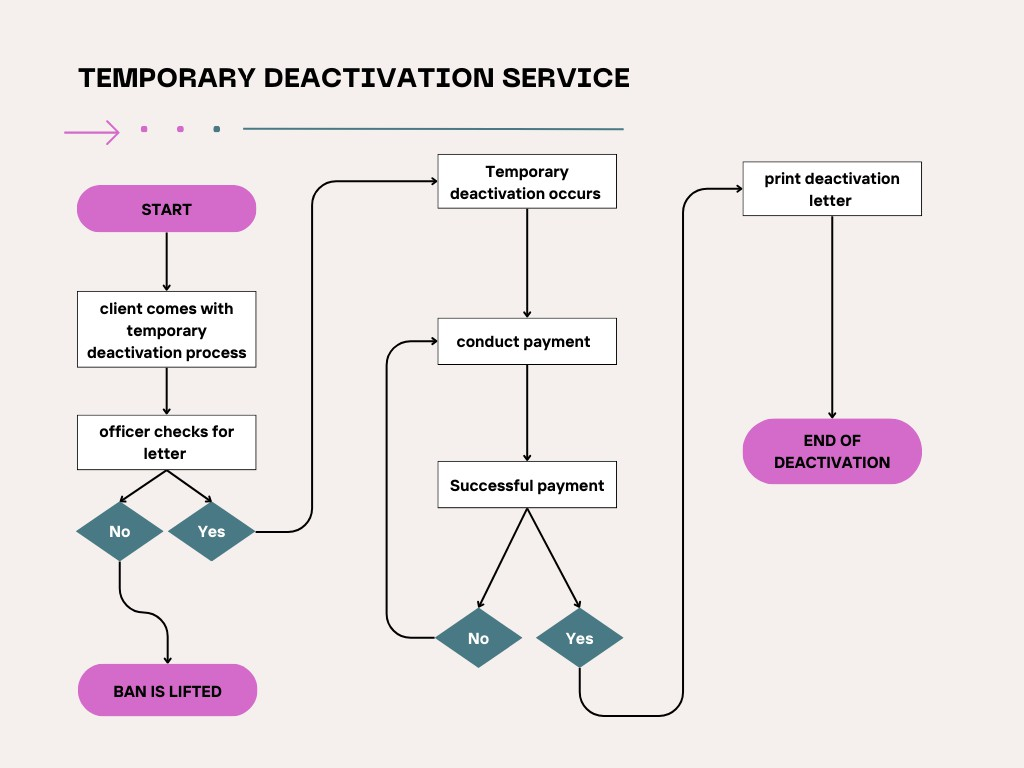 TEMPORARY DEACTIVATION SERVICE
START
client comes with
temporary
deactivation process
officer checks for
letter
No
Yes
BAN IS LIFTED
Temporary
deactivation occurs
conduct payment
Successful payment
No
Yes
print deactivation
letter
END OF
DEACTIVATION